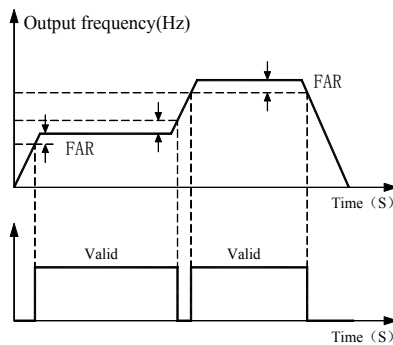 Output frequency(Hz)
FAR
FAR
Time（S）
Valid
Valid
Time（S）